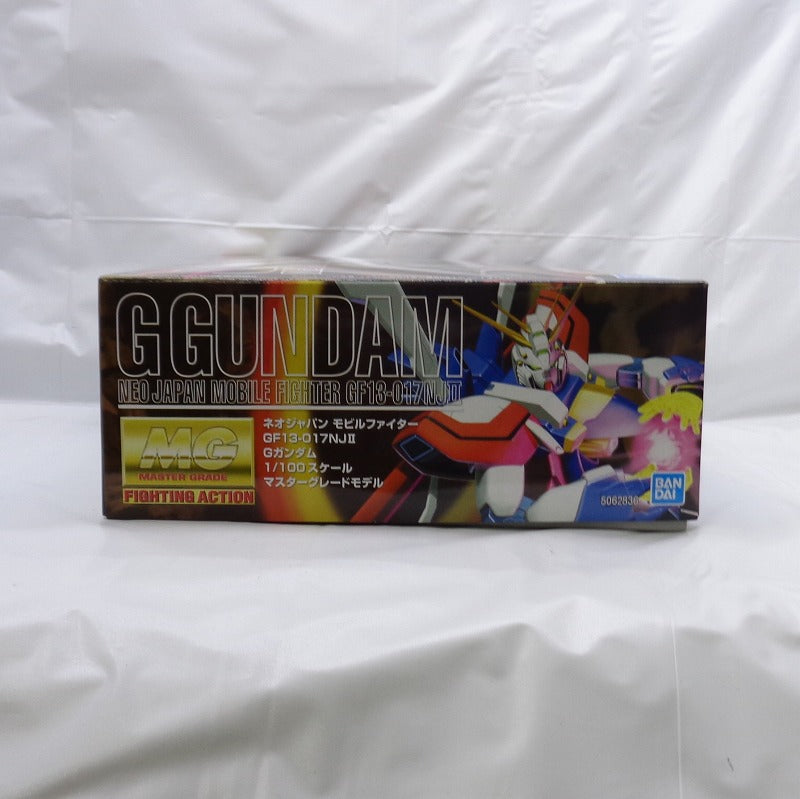 G GUNDAM
NEO JAPAN MOBILE FIGHTER GF13-017NJII
MG
MASTER GRADE
FIGHTING ACTION
ネオジャパン モビルファイター
GF13-017NJII
Gガンダム
1/100スケール
マスターグレードモデル
5062836
BAN
DAI